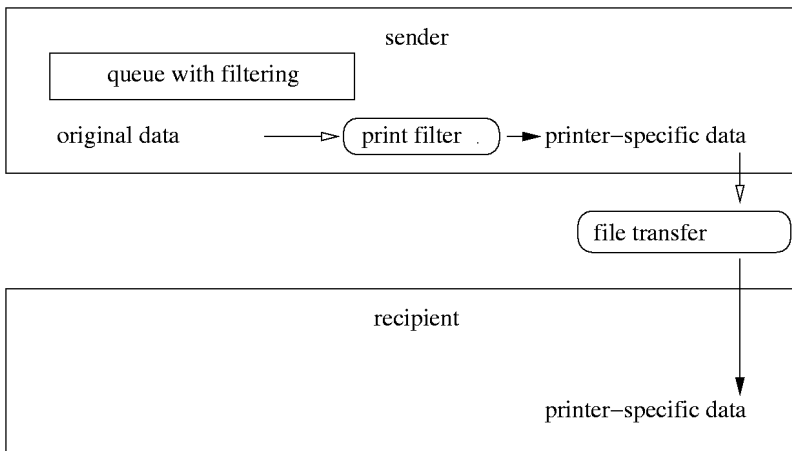 sender
queue with filtering
original data
print filter
printer−specific data
file transfer
recipient
printer−specific data